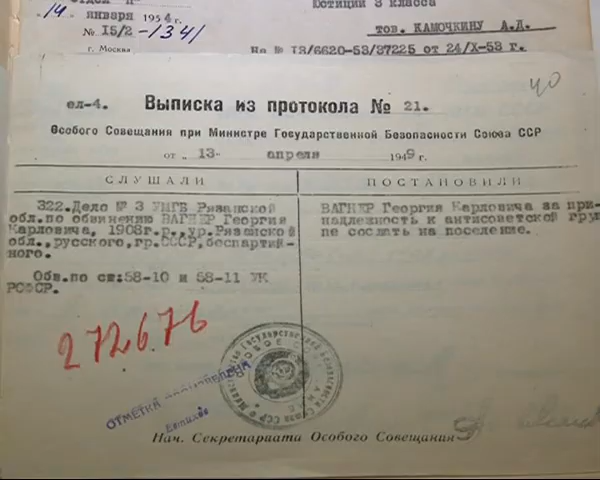 "14" января 1954 г.
№ 15/2 -1341
г. Москва
юстиции 3 класса
тов. КАМОЧКИНУ А.Д.
На № 13/6620-53/37225 от 24/X-53 г.
40
ел-4. Выписка из протокола № 21.
Особого Совещания при Министре Государственной Безопасности Союза ССР
от „ 13 " апреля 1949 г.
СЛУШАЛИ
322. Дело № 3 УМГБ Рязанской
обл. по обвинению ВАГНЕР Георгия
Карловича, 1908 г.р., ур. Рязанской
обл., русского, гр. СССР, беспартий-
ного.
Обв. по ст: 58-10 и 58-11 УК
РСФСР.
ПОСТАНОВИЛИ
ВАГНЕР Георгия Карловича за при-
надлежность к антисоветской груп
пе сослать на поселение.
272676
ОТМЕТКА
Нач. Секретариата Особого Совещания